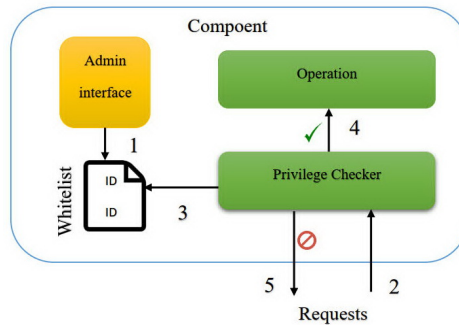 Compoent
Admin
interface
Operation
4
1
Privilege Checker
Whitelist
ID
ID
3
5
2
Requests